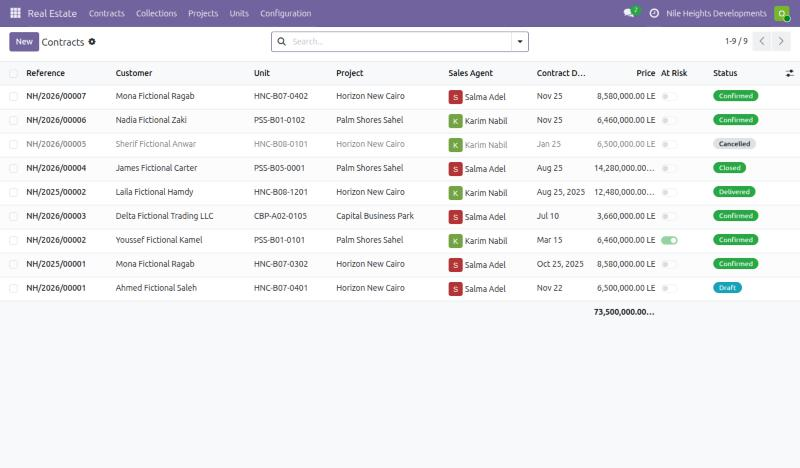 Real Estate Contracts Collections Projects Units Configuration 2 Nile Heights Developments O
New Contracts Search... 1-9 / 9
Reference Customer Unit Project Sales Agent Contract D... Price At Risk Status
NH/2026/00007 Mona Fictional Ragab HNC-B07-0402 Horizon New Cairo S Salma Adel Nov 25 8,580,000.00 LE Confirmed
NH/2026/00006 Nadia Fictional Zaki PSS-B01-0102 Palm Shores Sahel K Karim Nabil Nov 25 6,460,000.00 LE Confirmed
NH/2026/00005 Sherif Fictional Anwar HNC-B08-0101 Horizon New Cairo K Karim Nabil Jan 25 6,500,000.00 LE Cancelled
NH/2026/00004 James Fictional Carter PSS-B05-0001 Palm Shores Sahel S Salma Adel Aug 25 14,280,000.00... Closed
NH/2025/00002 Laila Fictional Hamdy HNC-B08-1201 Horizon New Cairo K Karim Nabil Aug 25, 2025 12,480,000.00... Delivered
NH/2026/00003 Delta Fictional Trading LLC CBP-A02-0105 Capital Business Park S Salma Adel Jul 10 3,660,000.00 LE Confirmed
NH/2026/00002 Youssef Fictional Kamel PSS-B01-0101 Palm Shores Sahel K Karim Nabil Mar 15 6,460,000.00 LE Confirmed
NH/2025/00001 Mona Fictional Ragab HNC-B07-0302 Horizon New Cairo S Salma Adel Oct 25, 2025 8,580,000.00 LE Confirmed
NH/2026/00001 Ahmed Fictional Saleh HNC-B07-0401 Horizon New Cairo S Salma Adel Nov 22 6,500,000.00 LE Draft
73,500,000.00...